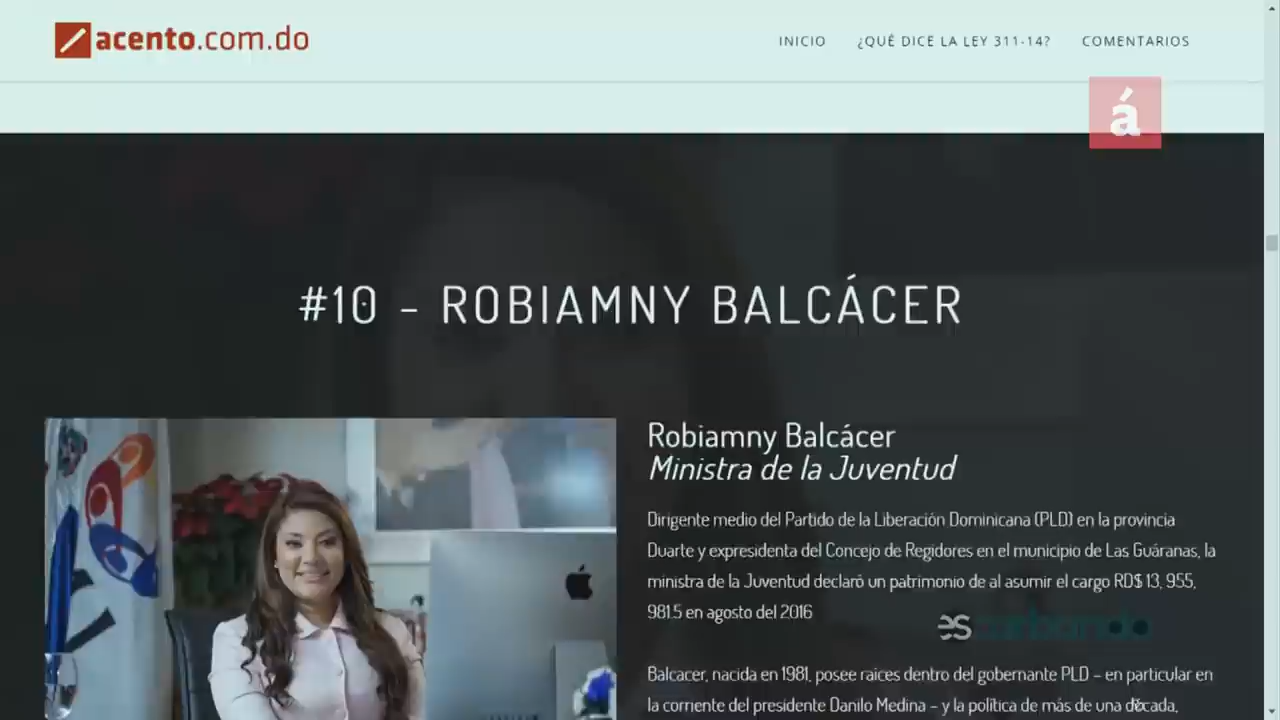 acento.com.do
INICIO
¿QUÉ DICE LA LEY 311-14?
COMENTARIOS
á
#10 - ROBIAMNY BALCÁCER
Robiamny Balcácer
Ministra de la Juventud
Dirigente medio del Partido de la Liberación Dominicana (PLD) en la provincia
Duarte y expresidenta del Concejo de Regidores en el municipio de Las Guáranas, la
ministra de la Juventud declaró un patrimonio de al asumir el cargo RD$ 13, 955,
981.5 en agosto del 2016
escarbando
Balcacer, nacida en 1981, posee raíces dentro del gobernante PLD – en particular en
la corriente del presidente Danilo Medina – y la política de más de una década,